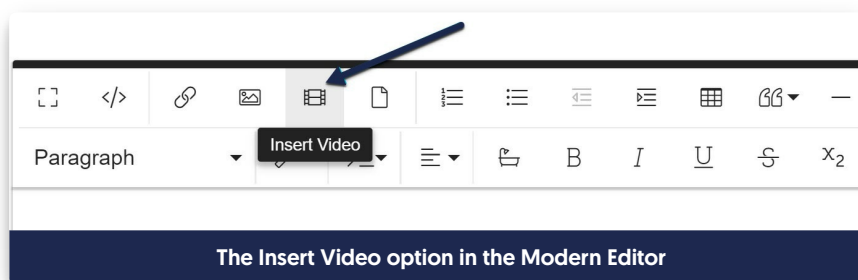 Insert Video
Paragraph
B I U S X2
The Insert Video option in the Modern Editor